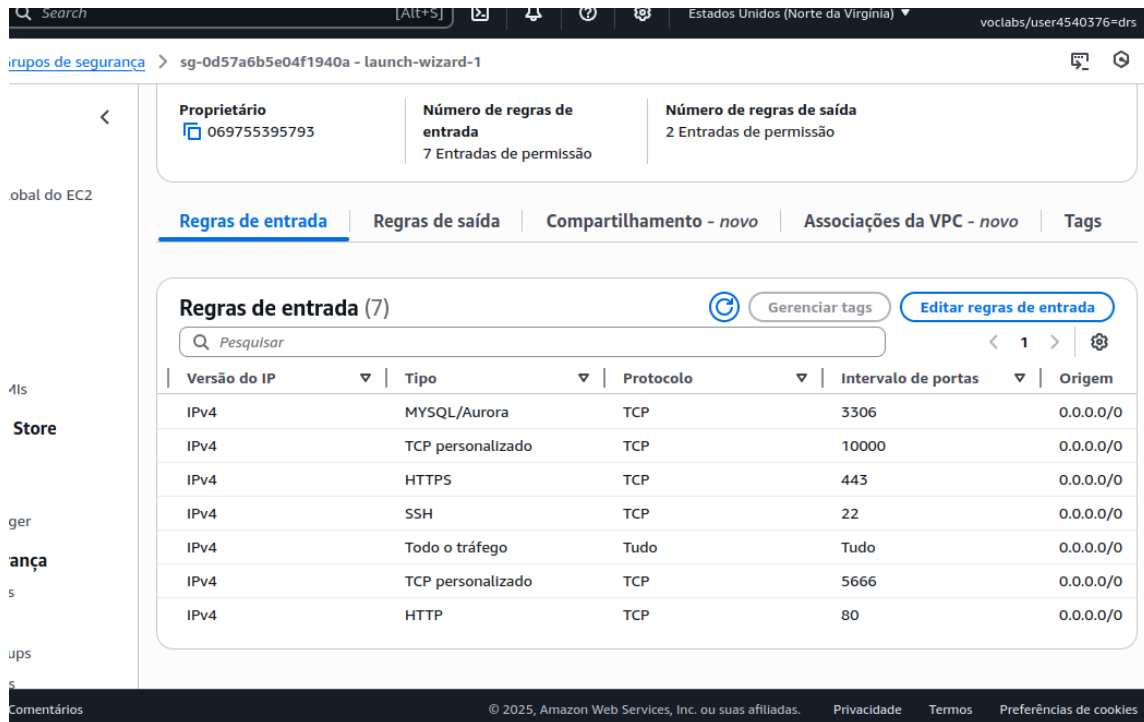 Search [Alt+S] Estados Unidos (Norte da Virgínia) voclabs/user4540376=drs
Grupos de segurança > sg-0d57a6b5e04f1940a - launch-wizard-1
Proprietário
069755395793
Número de regras de
entrada
7 Entradas de permissão
Número de regras de saída
2 Entradas de permissão
obal do EC2
Regras de entrada Regras de saída Compartilhamento - novo Associações da VPC - novo Tags
Regras de entrada (7) Gerenciar tags Editar regras de entrada
Pesquisar 1
Versão do IP Tipo Protocolo Intervalo de portas Origem
IPv4 MYSQL/Aurora TCP 3306 0.0.0.0/0
IPv4 TCP personalizado TCP 10000 0.0.0.0/0
IPv4 HTTPS TCP 443 0.0.0.0/0
IPv4 SSH TCP 22 0.0.0.0/0
IPv4 Todo o tráfego Tudo Tudo 0.0.0.0/0
IPv4 TCP personalizado TCP 5666 0.0.0.0/0
IPv4 HTTP TCP 80 0.0.0.0/0
MIs
Store
ger
rança
s
ups
s
Comentários © 2025, Amazon Web Services, Inc. ou suas afiliadas. Privacidade Termos Preferências de cookies